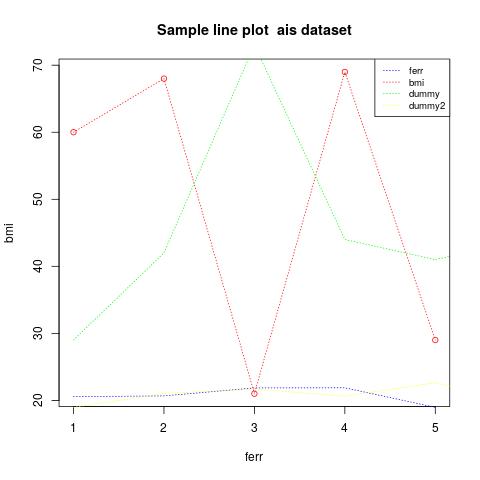 Sample line plot  ais dataset
70
60
50
40
30
20
bmi
ferr
bmi
dummy
dummy2
1 2 3 4 5
ferr